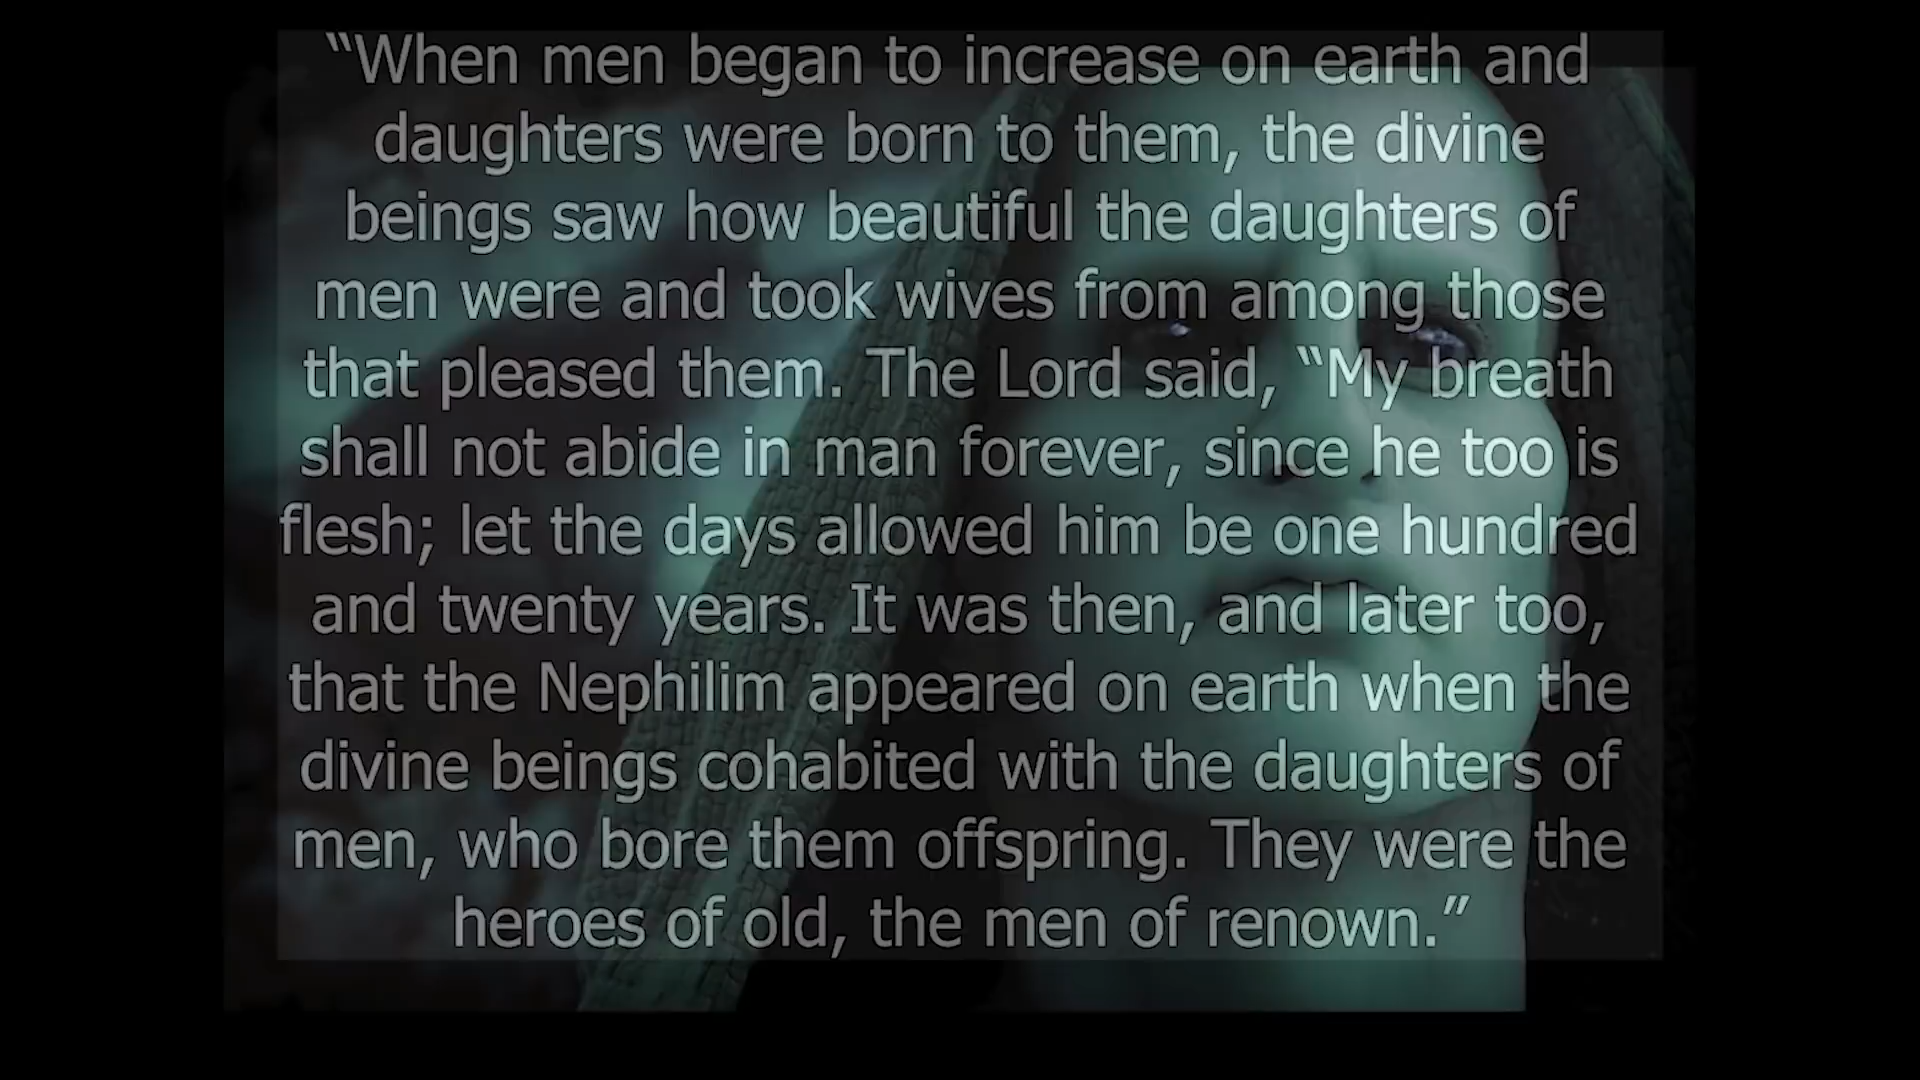 “When men began to increase on earth and
daughters were born to them, the divine
beings saw how beautiful the daughters of
men were and took wives from among those
that pleased them. The Lord said, “My breath
shall not abide in man forever, since he too is
flesh; let the days allowed him be one hundred
and twenty years. It was then, and later too,
that the Nephilim appeared on earth when the
divine beings cohabited with the daughters of
men, who bore them offspring. They were the
heroes of old, the men of renown.”